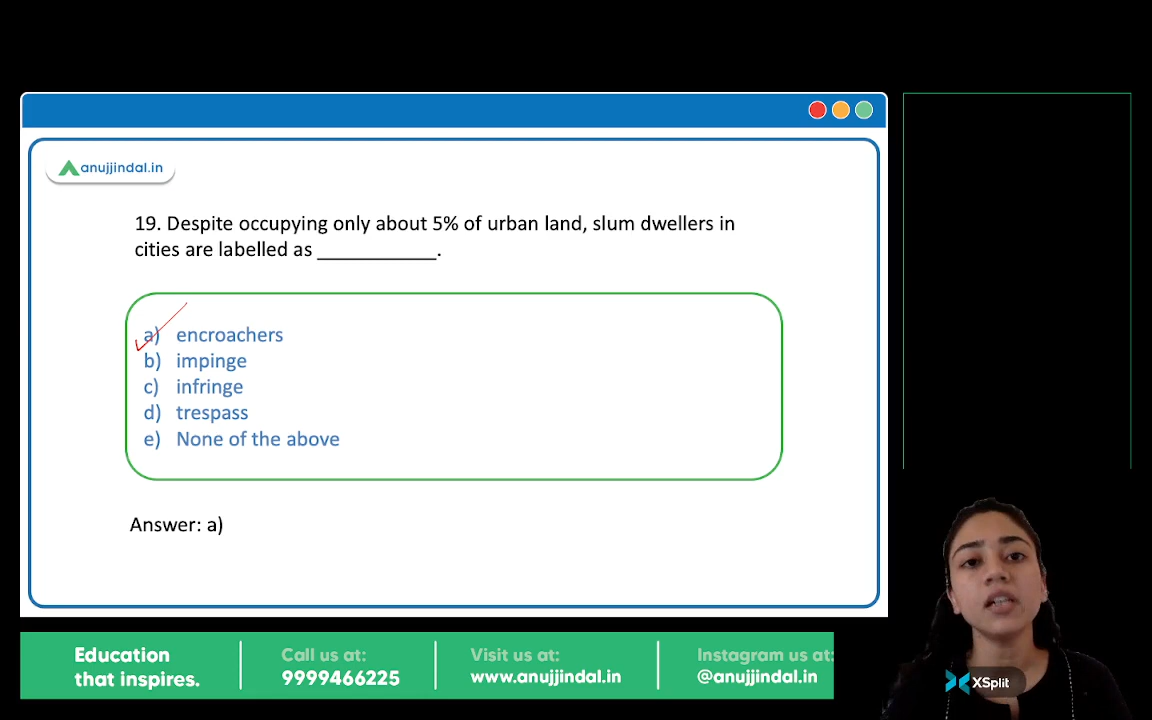 anujjindal.in
19. Despite occupying only about 5% of urban land, slum dwellers in
cities are labelled as ___________.
a) encroachers
b) impinge
c) infringe
d) trespass
e) None of the above
Answer: a)
Education
that inspires.
Call us at:
9999466225
Visit us at:
www.anujjindal.in
Instagram us at:
@anujjindal.in
XSplit